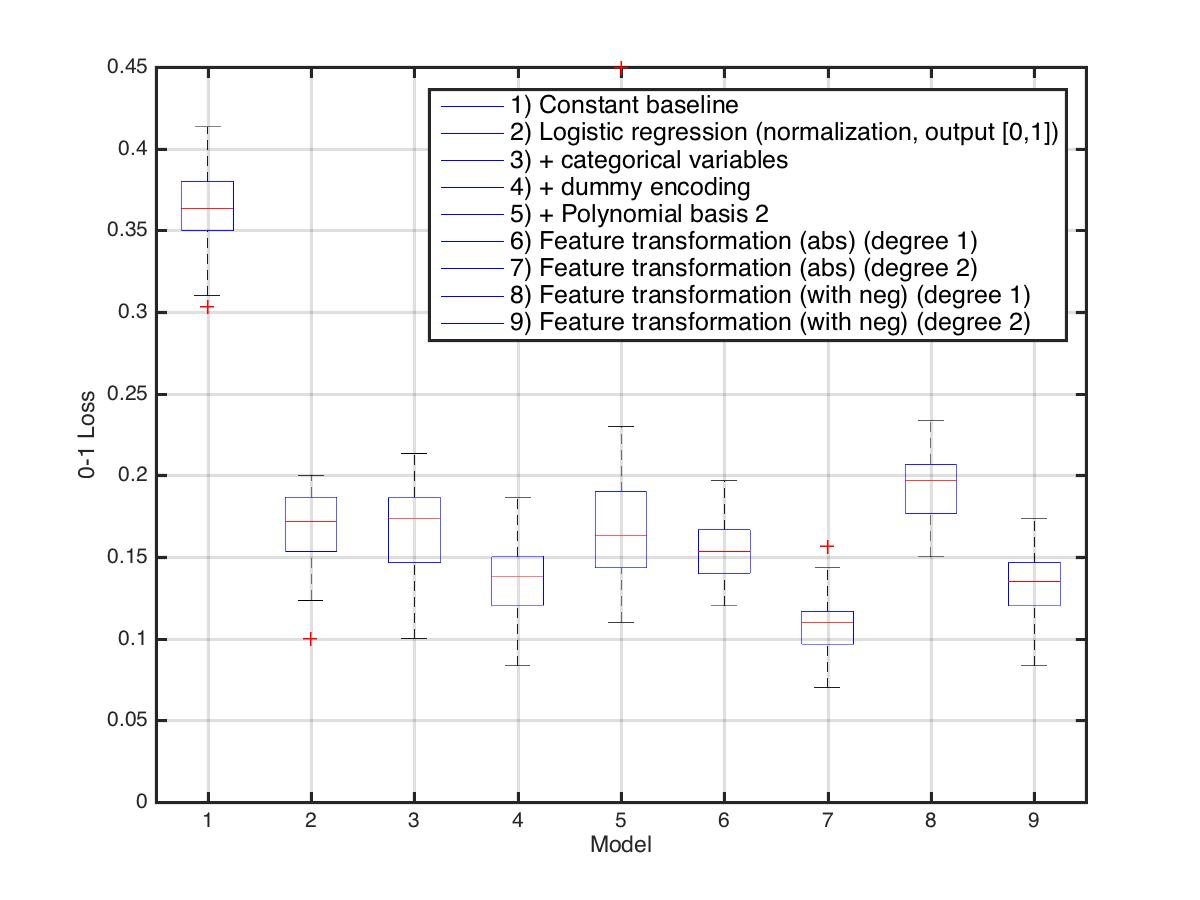 0.45
0.4
0.35
0.3
0.25
0.2
0.15
0.1
0.05
0
0-1 Loss
1) Constant baseline
2) Logistic regression (normalization, output [0,1])
3) + categorical variables
4) + dummy encoding
5) + Polynomial basis 2
6) Feature transformation (abs) (degree 1)
7) Feature transformation (abs) (degree 2)
8) Feature transformation (with neg) (degree 1)
9) Feature transformation (with neg) (degree 2)
1 2 3 4 5 6 7 8 9
Model